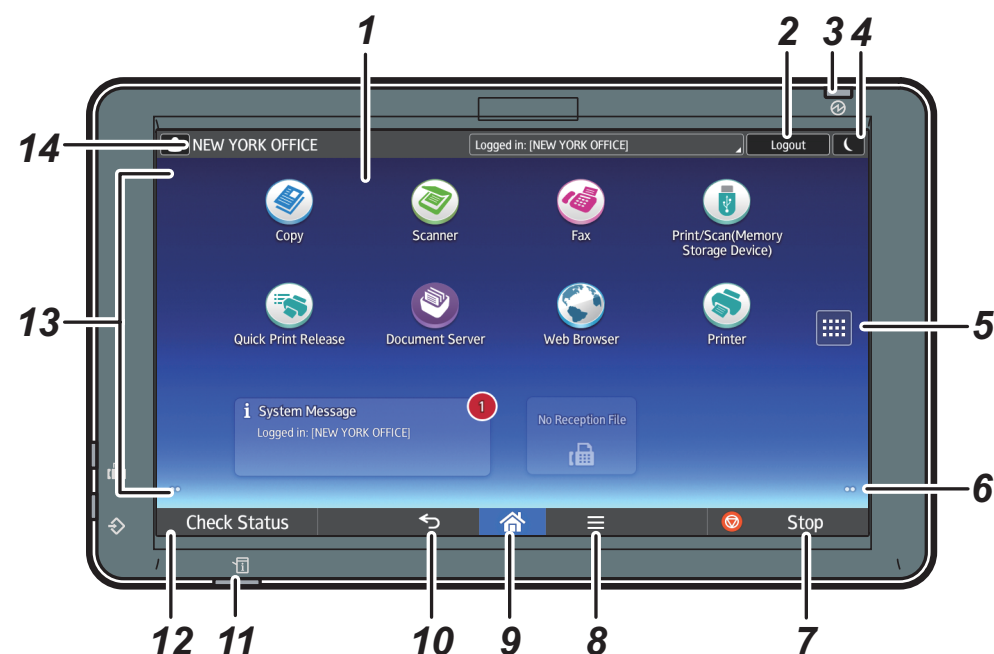 1
2
3
4
14
NEW YORK OFFICE
Logged in: [NEW YORK OFFICE]
Logout
Copy
Scanner
Fax
Print/Scan(Memory
Storage Device)
13
5
Quick Print Release
Document Server
Web Browser
Printer
i System Message
1
Logged in: [NEW YORK OFFICE]
No Reception File
6
Check Status
Stop
12
11
10
9
8
7